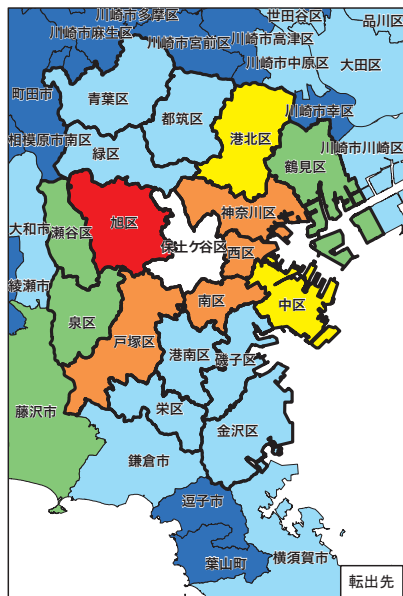 川崎市多摩区
世田谷区
品川区
川崎市麻生区
川崎市宮前区
川崎市高津区
川崎市中原区
大田区
町田市
青葉区
都筑区
川崎市幸区
港北区
相模原市南区
緑区
鶴見区
川崎市川崎区
旭区
神奈川区
大和市
瀬谷区
保土ケ谷区
西区
綾瀬市
泉区
南区
中区
戸塚区
港南区
磯子区
藤沢市
栄区
金沢区
鎌倉市
逗子市
葉山町
横須賀市
転出先